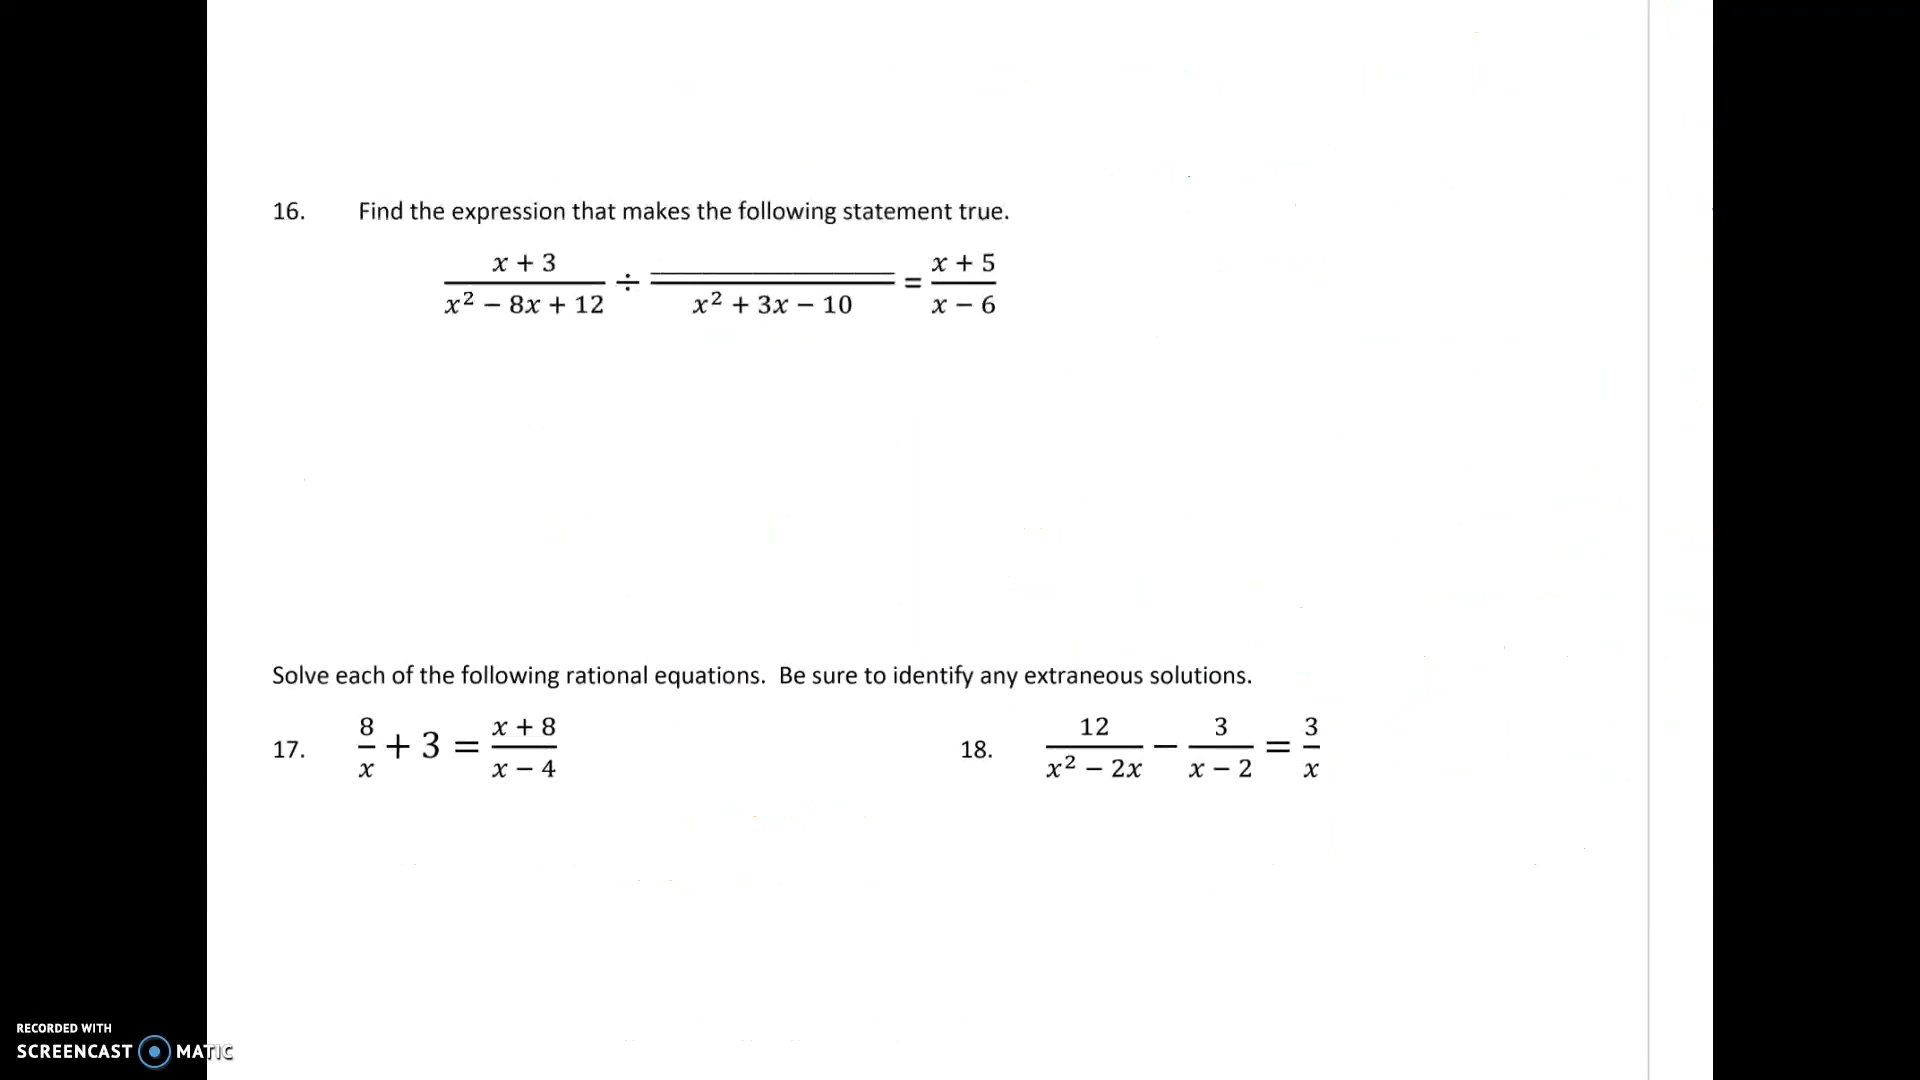 16. Find the expression that makes the following statement true.
x + 3 / x² − 8x + 12 ÷ ____ / x² + 3x − 10 = x + 5 / x − 6
Solve each of the following rational equations. Be sure to identify any extraneous solutions.
17. 8/x + 3 = x + 8 / x − 4 18. 12 / x² − 2x − 3 / x − 2 = 3/x
RECORDED WITH
SCREENCAST MATIC